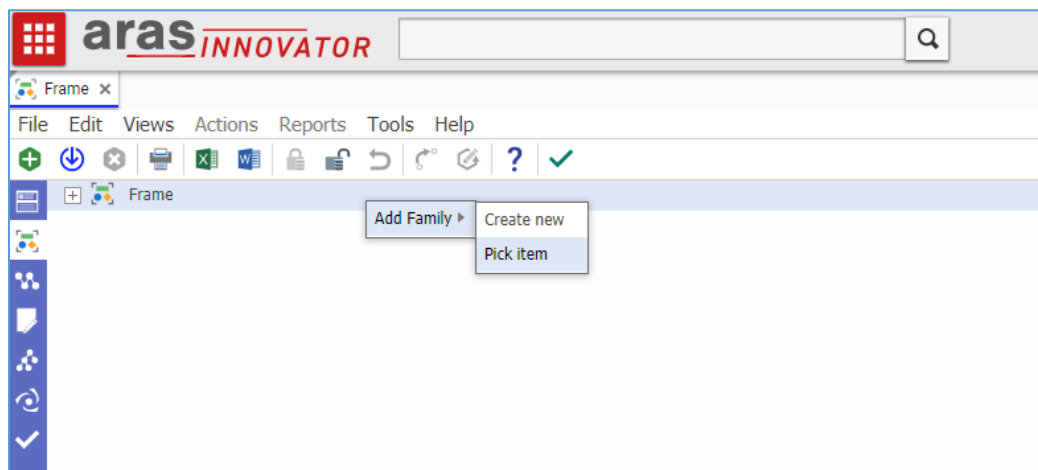 aras INNOVATOR
Frame ×
File Edit Views Actions Reports Tools Help
Frame
Add Family Create new
Pick item